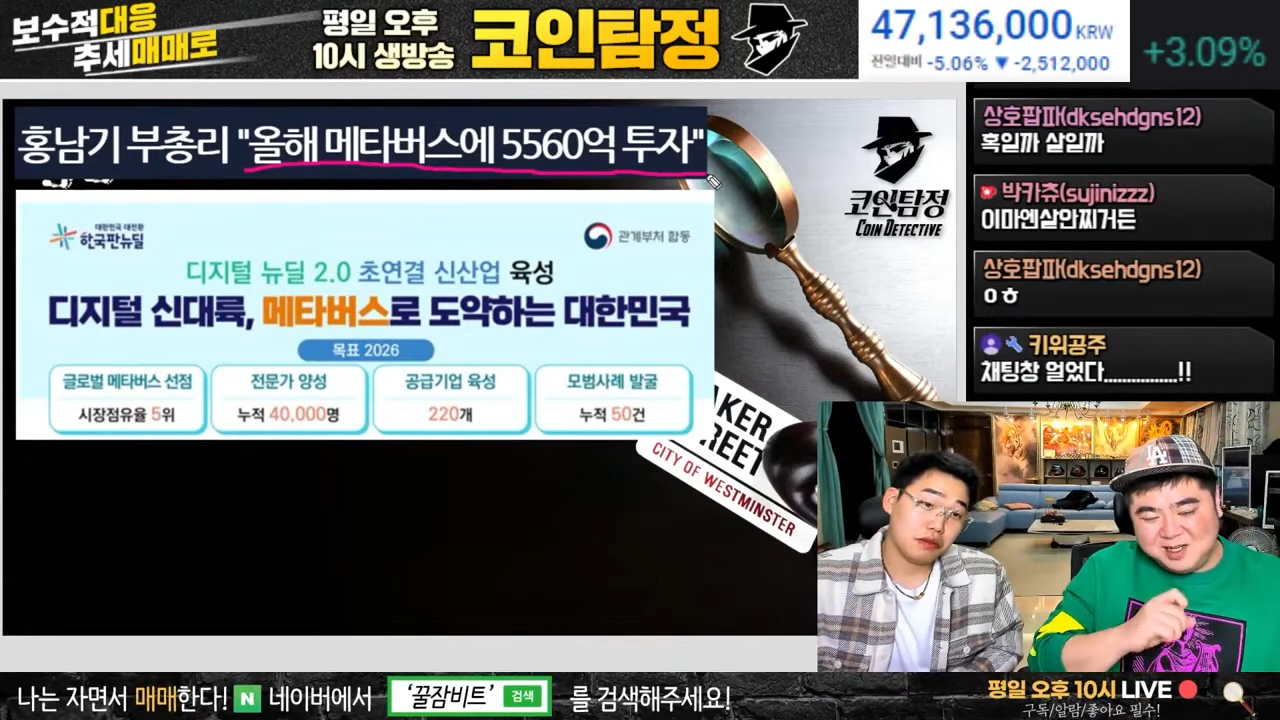 보수적대응
추세매매로
평일 오후
10시 생방송
코인탐정
47,136,000 KRW
전일대비 -5.06% ▼ -2,512,000
+3.09%
홍남기 부총리 "올해 메타버스에 5560억 투자"
대한민국 대전환
한국판뉴딜
관계부처 합동
디지털 뉴딜 2.0 초연결 신산업 육성
디지털 신대륙, 메타버스로 도약하는 대한민국
목표 2026
글로벌 메타버스 선점
시장점유율 5위
전문가 양성
누적 40,000명
공급기업 육성
220개
모범사례 발굴
누적 50건
코인탐정
COIN DETECTIVE
CITY OF WESTMINSTER
상호팝파(dksehdgns12)
흑일까 살일까
박카츄(sujinizzz)
이마엔살안찌거든
상호팝파(dksehdgns12)
ㅇㅎ
키위공주
채팅창 얼었다...............!!
나는 자면서 매매한다! N 네이버에서 '꿀잠비트' 검색 를 검색해주세요!
평일 오후 10시 LIVE
구독/알람/좋아요 필수!